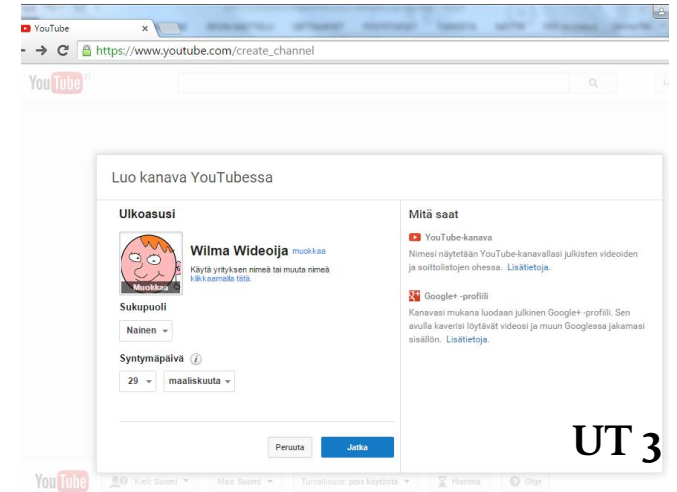 YouTube
https://www.youtube.com/create_channel
YouTube FI
Luo kanava YouTubessa
Ulkoasusi
Wilma Wideoija muokkaa
Käytä yrityksen nimeä tai muuta nimeä
klikkaamalla tätä.
Muokkaa
Sukupuoli
Nainen
Syntymäpäivä
29 maaliskuuta
Peruuta Jatka
Mitä saat
YouTube-kanava
Nimesi näytetään YouTube-kanavallasi julkisten videoiden
ja soittolistojen ohessa. Lisätietoja.
Google+ -profiili
Kanavasi mukana luodaan julkinen Google+ -profiili. Sen
avulla kaverisi löytävät videosi ja muun Googlessa jakamasi
sisällön. Lisätietoja.
UT 3
YouTube Kieli: Suomi Maa: Suomi Turvallisuus: pois käytöstä Historia Ohje